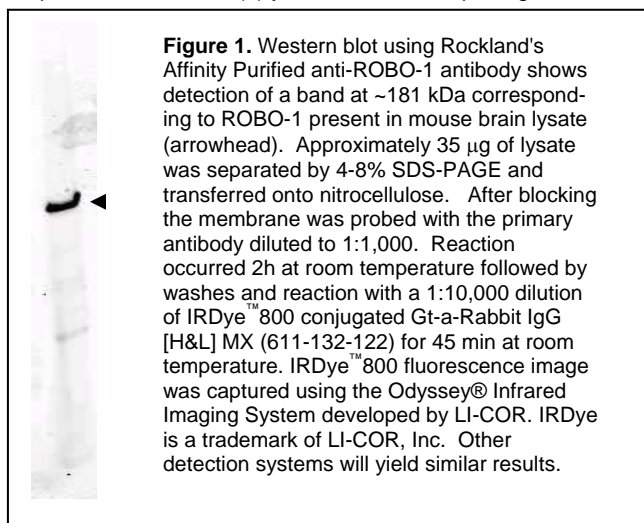 Figure 1. Western blot using Rockland's
Affinity Purified anti-ROBO-1 antibody shows
detection of a band at ~181 kDa correspond-
ing to ROBO-1 present in mouse brain lysate
(arrowhead). Approximately 35 μg of lysate
was separated by 4-8% SDS-PAGE and
transferred onto nitrocellulose. After blocking
the membrane was probed with the primary
antibody diluted to 1:1,000. Reaction
occurred 2h at room temperature followed by
washes and reaction with a 1:10,000 dilution
of IRDye™800 conjugated Gt-a-Rabbit IgG
[H&L] MX (611-132-122) for 45 min at room
temperature. IRDye™800 fluorescence image
was captured using the Odyssey® Infrared
Imaging System developed by LI-COR. IRDye
is a trademark of LI-COR, Inc. Other
detection systems will yield similar results.